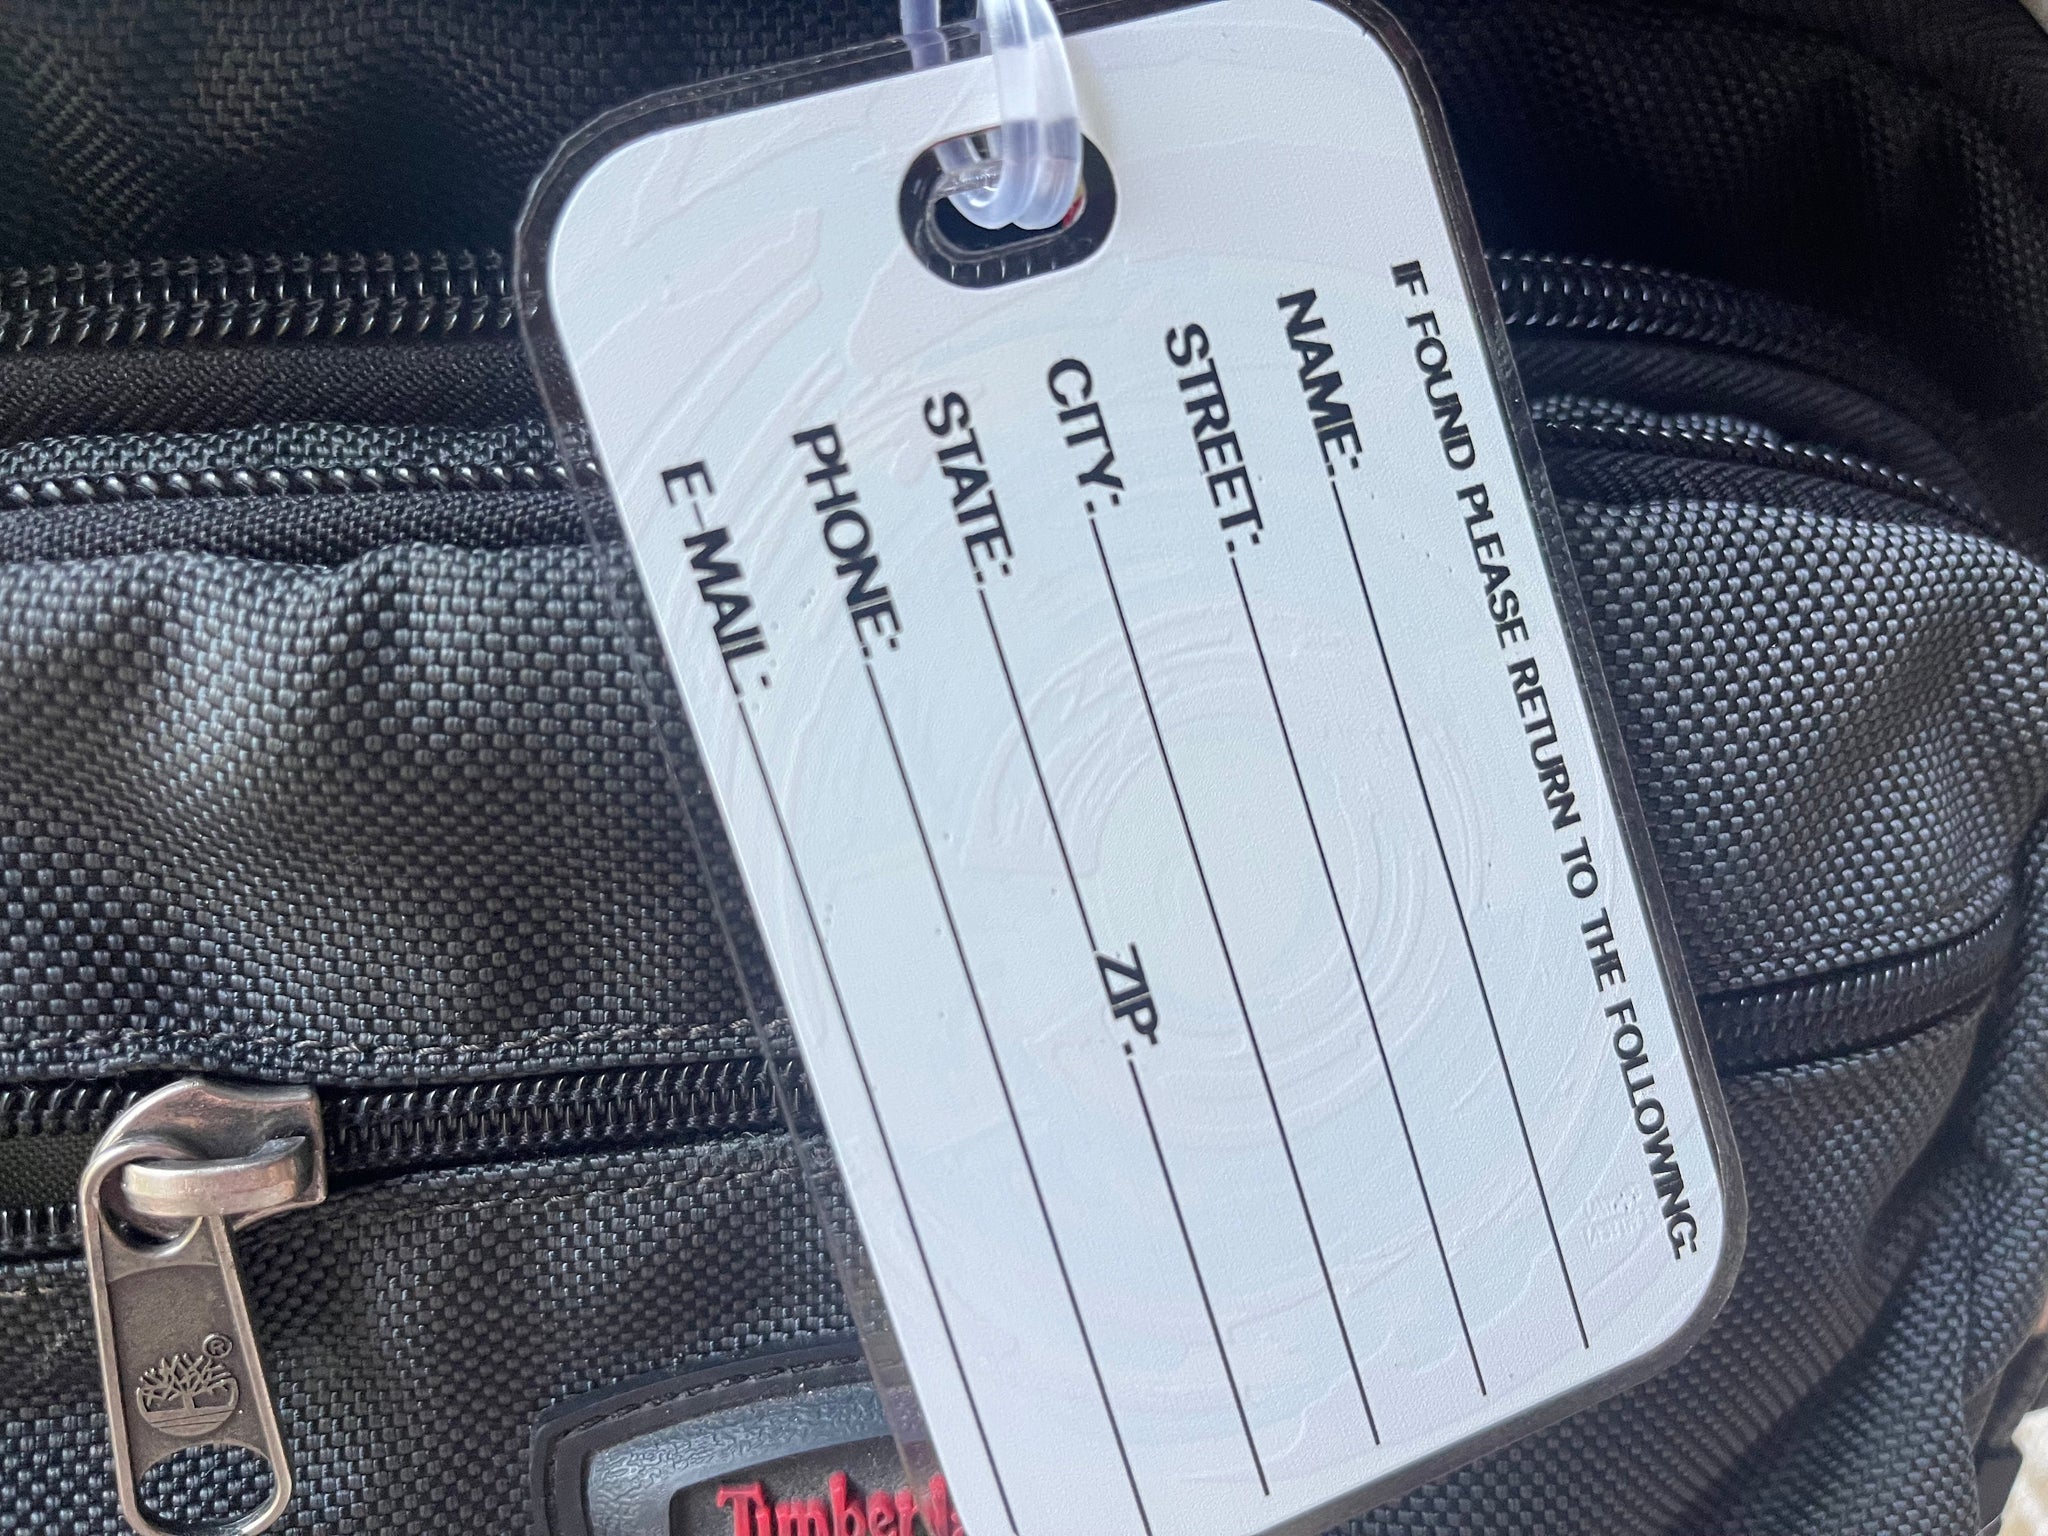 IF FOUND PLEASE RETURN TO THE FOLLOWING:
NAME:
STREET:
CITY:
STATE: ZIP:
PHONE:
E-MAIL:
®